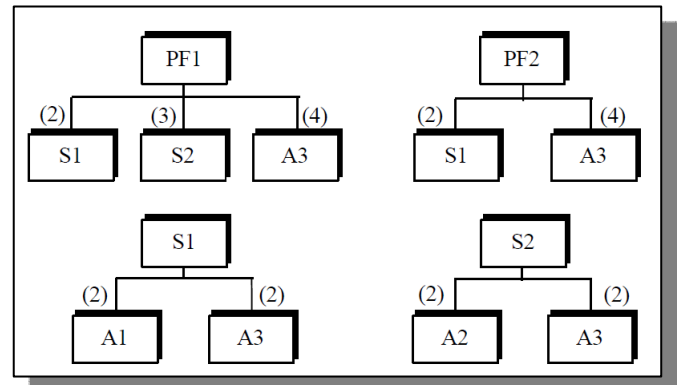 PF1 PF2
(2) (3) (4) (2) (4)
S1 S2 A3 S1 A3
S1 S2
(2) (2) (2) (2)
A1 A3 A2 A3